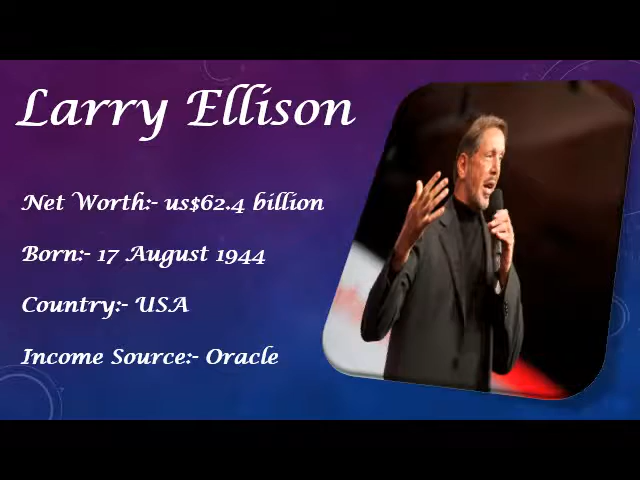 Larry Ellison
Net Worth:- us$62.4 billion
Born:- 17 August 1944
Country:- USA
Income Source:- Oracle